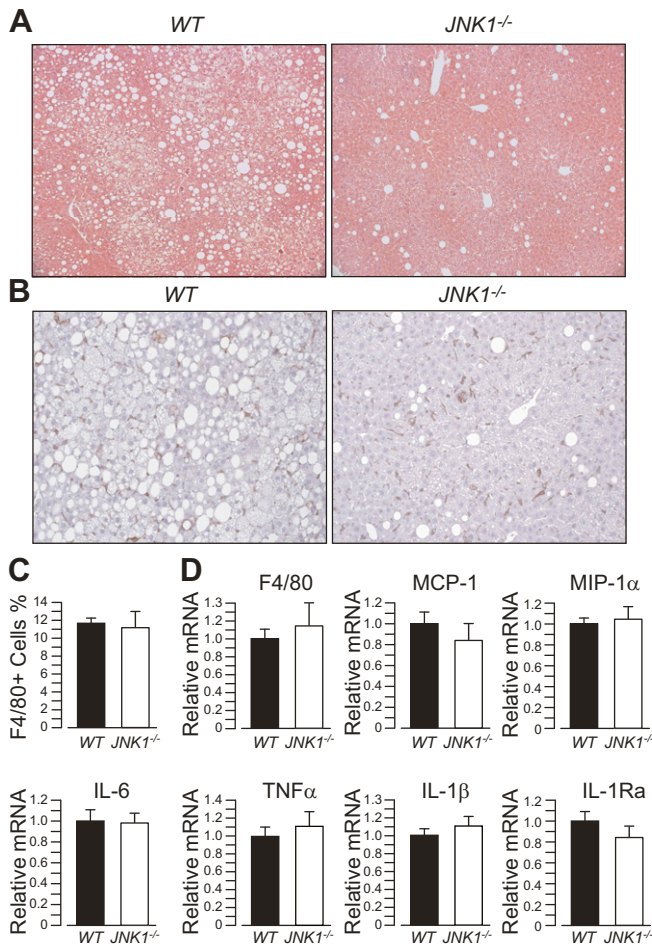 A
WT
JNK1-/-
B
WT
JNK1-/-
C
F4/80+ Cells %
14
12
10
8
6
4
2
0
WT JNK1-/-
D
F4/80
Relative mRNA
1.3
1.2
1.0
0.8
0.6
0.4
0.2
0
WT JNK1-/-
MCP-1
Relative mRNA
1.2
1.0
0.8
0.6
0.4
0.2
0
WT JNK1-/-
MIP-1α
Relative mRNA
1.2
1.0
0.8
0.6
0.4
0.2
0
WT JNK1-/-
IL-6
Relative mRNA
1.2
1.0
0.8
0.6
0.4
0.2
0
WT JNK1-/-
TNFα
Relative mRNA
1.4
1.2
1.0
0.8
0.6
0.4
0.2
0
WT JNK1-/-
IL-1β
Relative mRNA
1.3
1.2
1.0
0.8
0.6
0.4
0.2
0
WT JNK1-/-
IL-1Ra
Relative mRNA
1.2
1.0
0.8
0.6
0.4
0.2
0
WT JNK1-/-